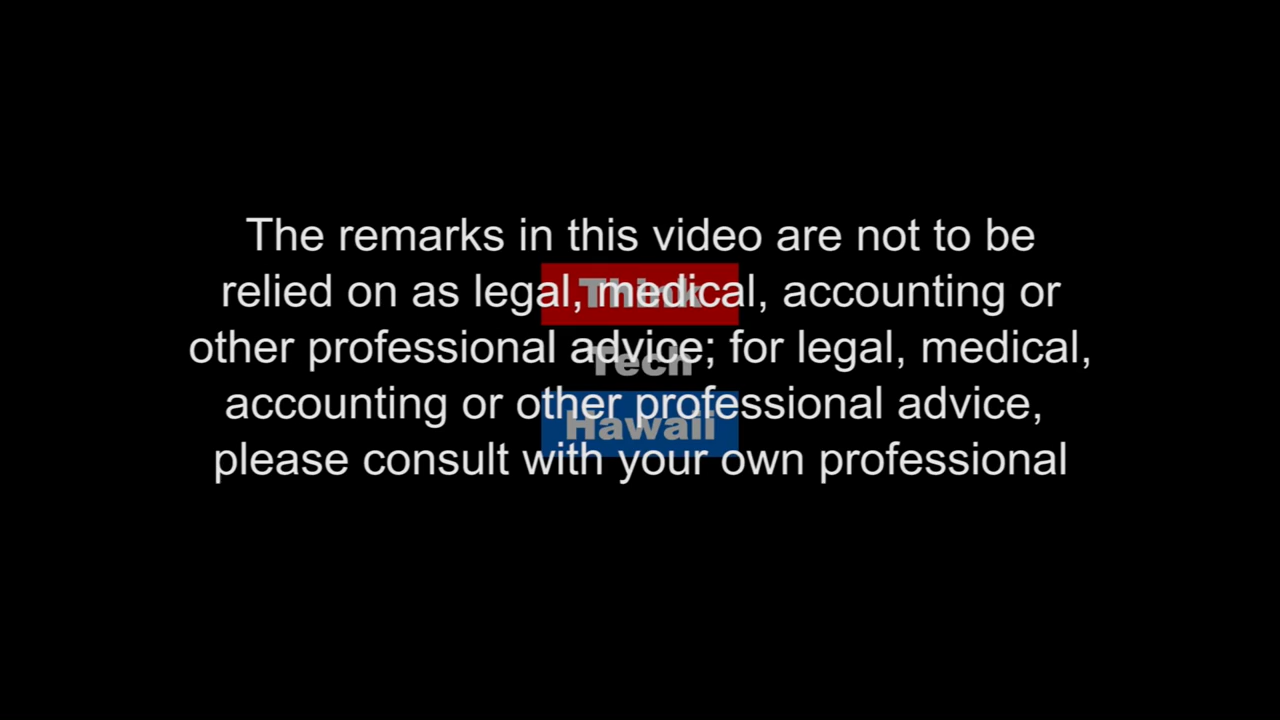 The remarks in this video are not to be
relied on as legal, medical, accounting or
other professional advice; for legal, medical,
accounting or other professional advice,
please consult with your own professional
Think
Tech
Hawaii